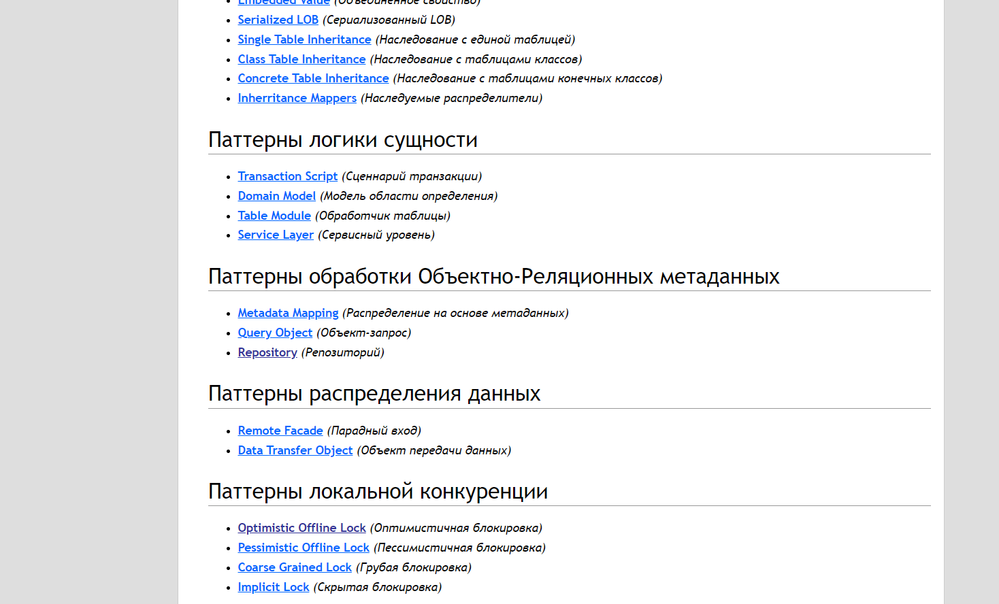 Embedded Value (Объединённое свойство)
Serialized LOB (Сериализованный LOB)
Single Table Inheritance (Наследование с единой таблицей)
Class Table Inheritance (Наследование с таблицами классов)
Concrete Table Inheritance (Наследование с таблицами конечных классов)
Inherritance Mappers (Наследуемые распределители)
Паттерны логики сущности
Transaction Script (Сценнарий транзакции)
Domain Model (Модель области определения)
Table Module (Обработчик таблицы)
Service Layer (Сервисный уровень)
Паттерны обработки Объектно-Реляционных метаданных
Metadata Mapping (Распределение на основе метаданных)
Query Object (Объект-запрос)
Repository (Репозиторий)
Паттерны распределения данных
Remote Facade (Парадный вход)
Data Transfer Object (Объект передачи данных)
Паттерны локальной конкуренции
Optimistic Offline Lock (Оптимистичная блокировка)
Pessimistic Offline Lock (Пессимистичная блокировка)
Coarse Grained Lock (Грубая блокировка)
Implicit Lock (Скрытая блокировка)